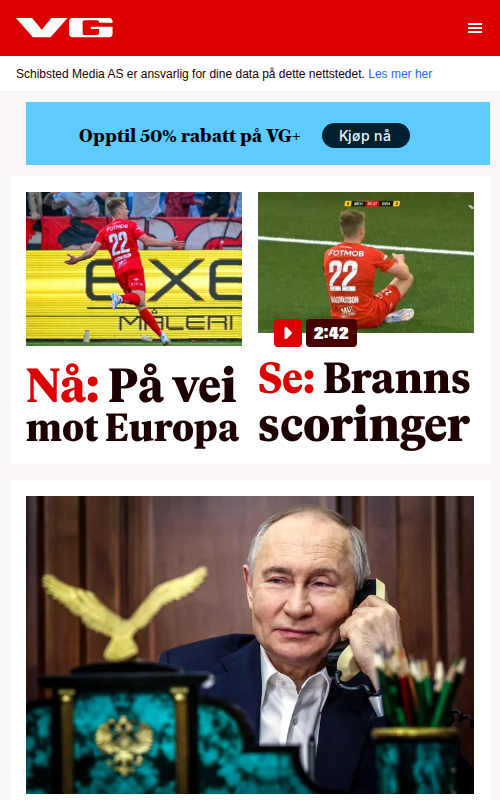 VG
Schibsted Media AS er ansvarlig for dine data på dette nettstedet. Les mer her
Opptil 50% rabatt på VG+
Kjøp nå
FOTMOB
22
EXE
MÅLERI
FOTMOB
22
MAGNUSSON
2:42
Nå: På vei
mot Europa
Se: Branns
scoringer